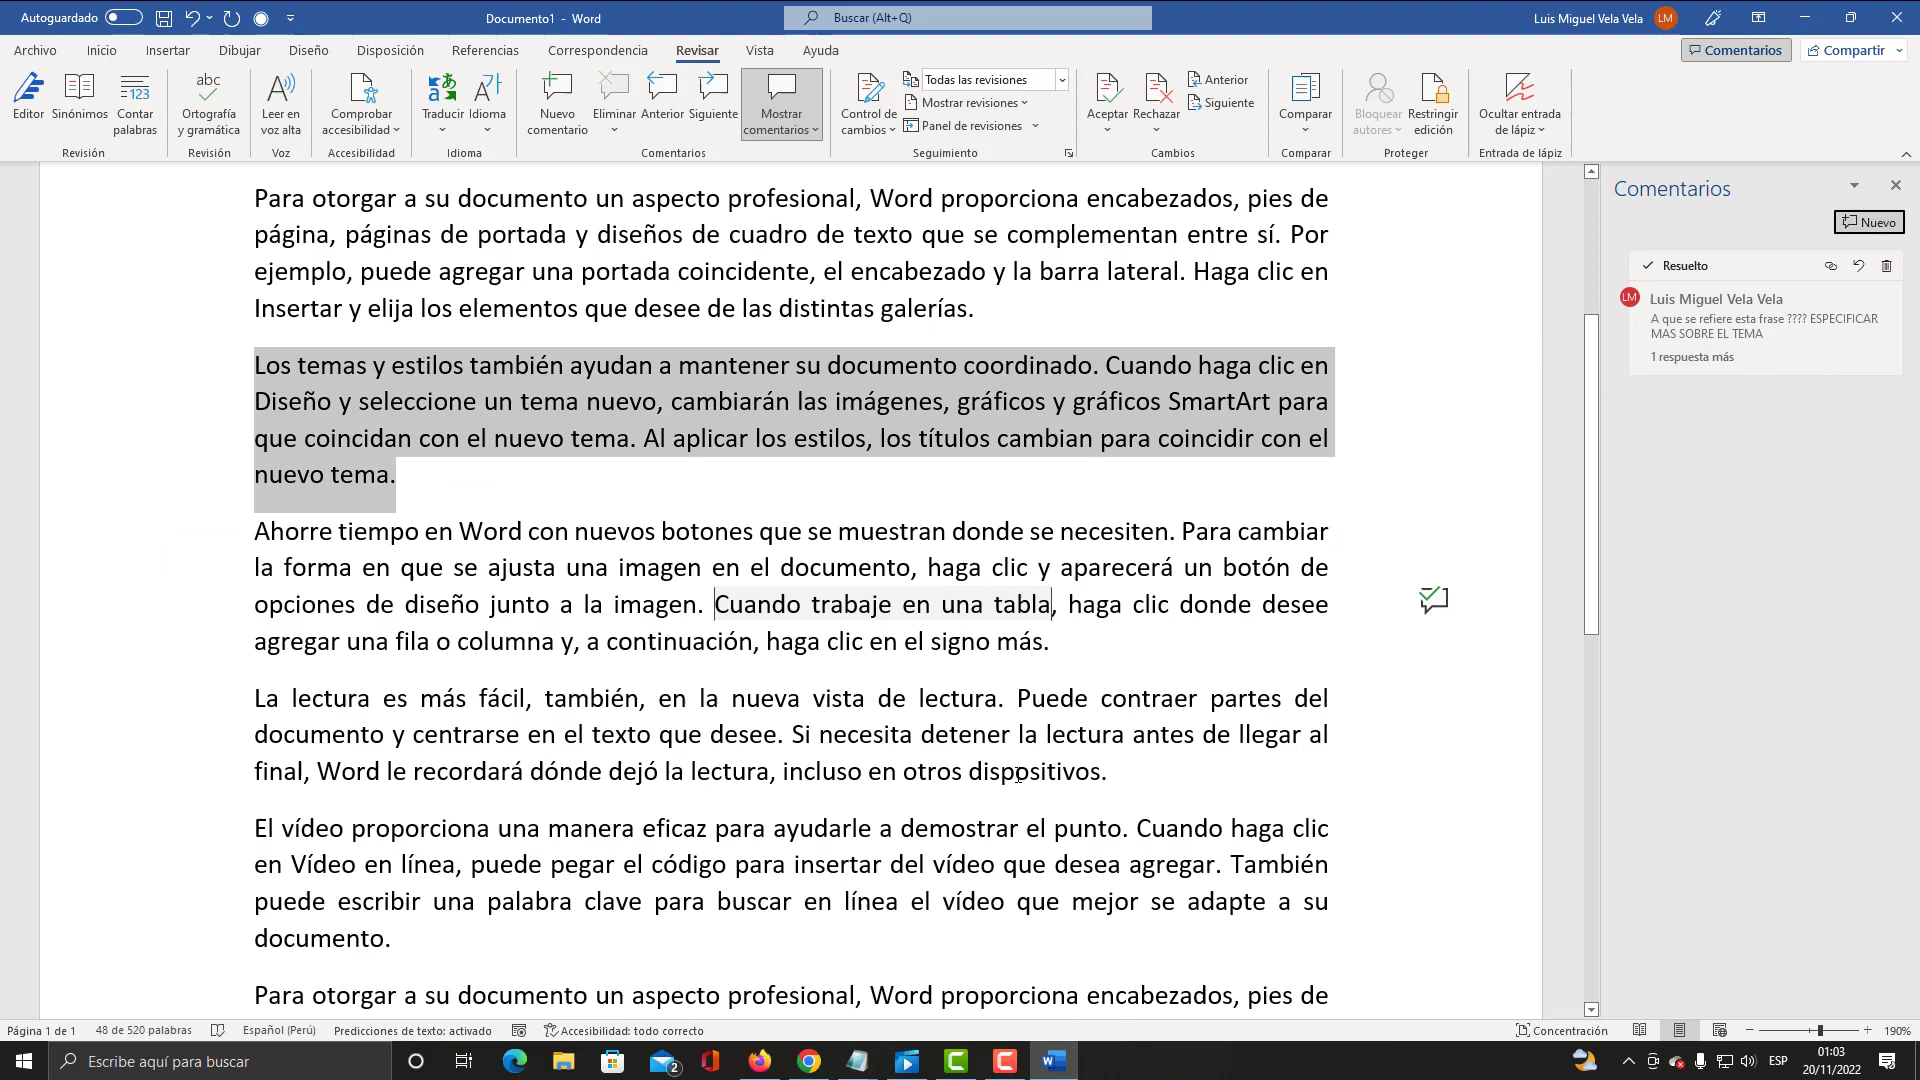 Autoguardado
Documento1 - Word
Buscar (Alt+Q)
Luis Miguel Vela Vela
LM
Archivo
Inicio
Insertar
Dibujar
Diseño
Disposición
Referencias
Correspondencia
Revisar
Vista
Ayuda
Comentarios
Compartir
Editor
Sinónimos
Contar palabras
Revisión
Ortografía y gramática
Revisión
Leer en voz alta
Voz
Comprobar accesibilidad
Accesibilidad
Traducir
Idioma
Idioma
Nuevo comentario
Eliminar
Anterior
Siguiente
Mostrar comentarios
Comentarios
Control de cambios
Todas las revisiones
Mostrar revisiones
Panel de revisiones
Seguimiento
Aceptar
Rechazar
Anterior
Siguiente
Cambios
Comparar
Comparar
Bloquear autores
Restringir edición
Proteger
Ocultar entrada de lápiz
Entrada de lápiz
Para otorgar a su documento un aspecto profesional, Word proporciona encabezados, pies de
página, páginas de portada y diseños de cuadro de texto que se complementan entre sí. Por
ejemplo, puede agregar una portada coincidente, el encabezado y la barra lateral. Haga clic en
Insertar y elija los elementos que desee de las distintas galerías.
Los temas y estilos también ayudan a mantener su documento coordinado. Cuando haga clic en
Diseño y seleccione un tema nuevo, cambiarán las imágenes, gráficos y gráficos SmartArt para
que coincidan con el nuevo tema. Al aplicar los estilos, los títulos cambian para coincidir con el
nuevo tema.
Ahorre tiempo en Word con nuevos botones que se muestran donde se necesiten. Para cambiar
la forma en que se ajusta una imagen en el documento, haga clic y aparecerá un botón de
opciones de diseño junto a la imagen. Cuando trabaje en una tabla, haga clic donde desee
agregar una fila o columna y, a continuación, haga clic en el signo más.
La lectura es más fácil, también, en la nueva vista de lectura. Puede contraer partes del
documento y centrarse en el texto que desee. Si necesita detener la lectura antes de llegar al
final, Word le recordará dónde dejó la lectura, incluso en otros dispositivos.
El vídeo proporciona una manera eficaz para ayudarle a demostrar el punto. Cuando haga clic
en Vídeo en línea, puede pegar el código para insertar del vídeo que desea agregar. También
puede escribir una palabra clave para buscar en línea el vídeo que mejor se adapte a su
documento.
Para otorgar a su documento un aspecto profesional, Word proporciona encabezados, pies de
Comentarios
Nuevo
Resuelto
LM
Luis Miguel Vela Vela
A que se refiere esta frase ???? ESPECIFICAR
MAS SOBRE EL TEMA
1 respuesta más
Página 1 de 1
48 de 520 palabras
Español (Perú)
Predicciones de texto: activado
Accesibilidad: todo correcto
Concentración
190%
Escribe aquí para buscar
2
ESP
01:03
20/11/2022